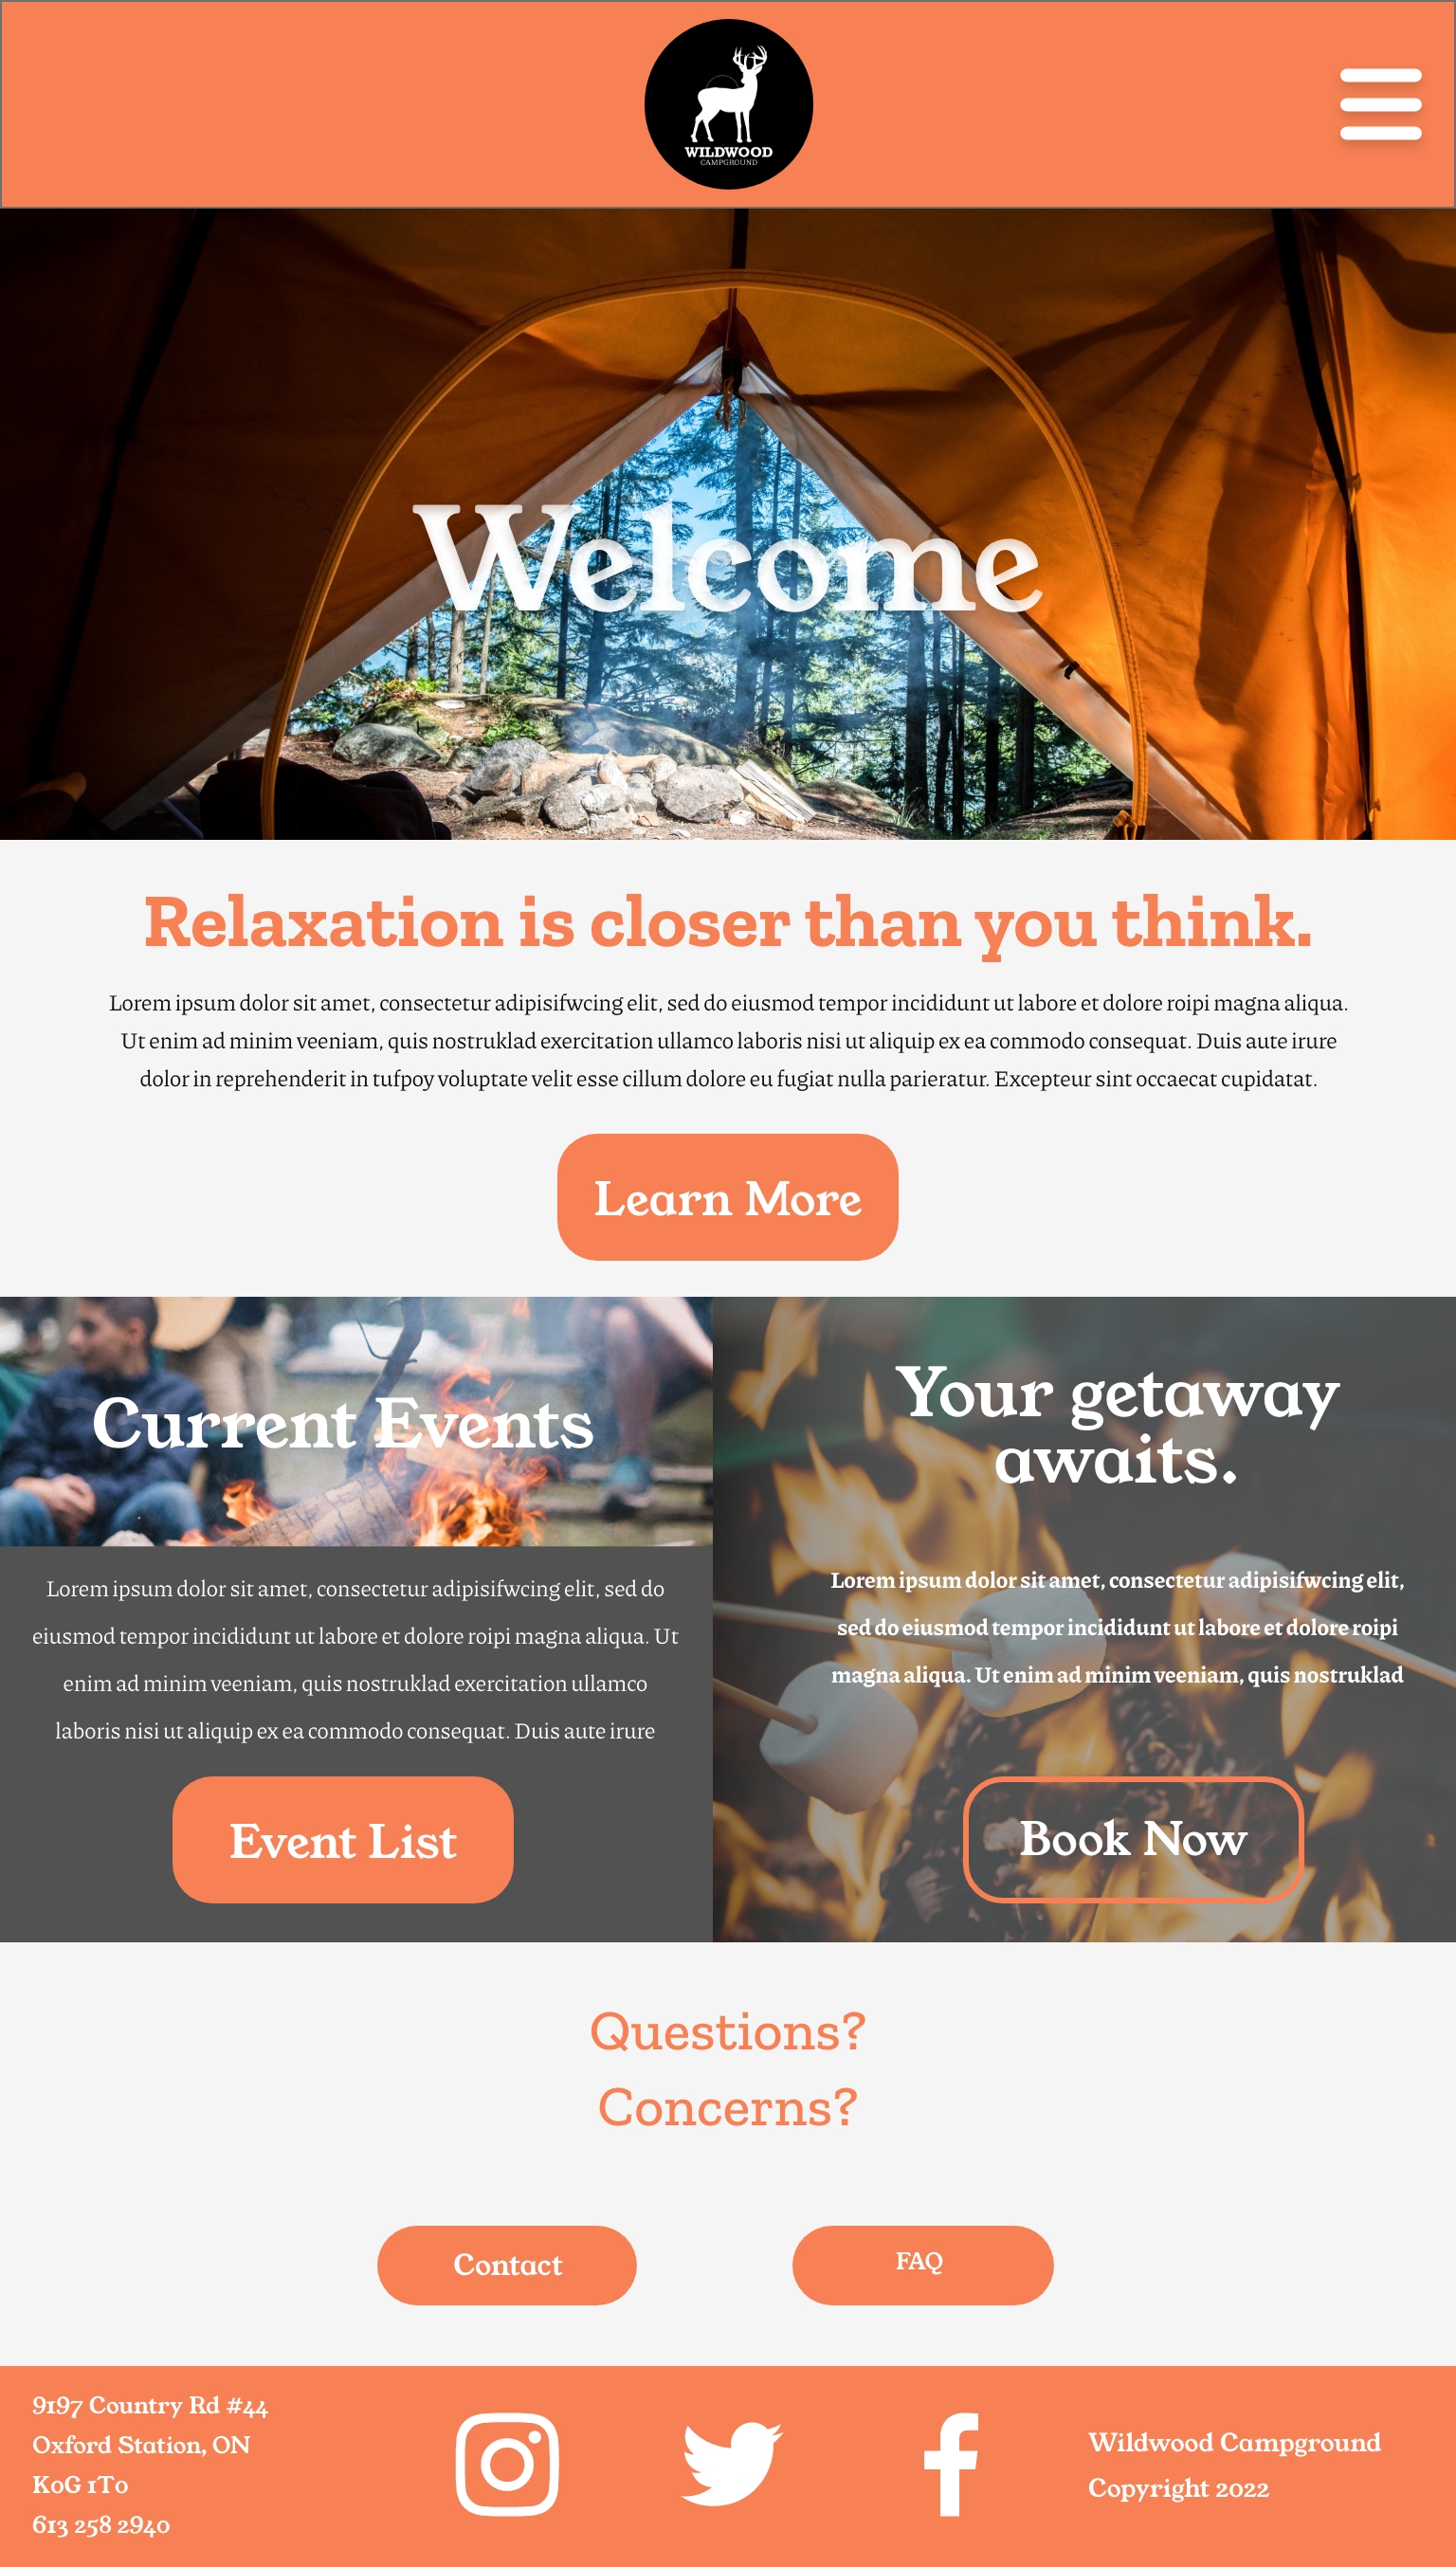 WILDWOOD
CAMPGROUND
Welcome
Relaxation is closer than you think.
Lorem ipsum dolor sit amet, consectetur adipisifwcing elit, sed do eiusmod tempor incididunt ut labore et dolore roipi magna aliqua.
Ut enim ad minim veeniam, quis nostruklad exercitation ullamco laboris nisi ut aliquip ex ea commodo consequat. Duis aute irure
dolor in reprehenderit in tufpoy voluptate velit esse cillum dolore eu fugiat nulla parieratur. Excepteur sint occaecat cupidatat.
Learn More
Current Events
Lorem ipsum dolor sit amet, consectetur adipisifwcing elit, sed do
eiusmod tempor incididunt ut labore et dolore roipi magna aliqua. Ut
enim ad minim veeniam, quis nostruklad exercitation ullamco
laboris nisi ut aliquip ex ea commodo consequat. Duis aute irure
Event List
Your getaway
awaits.
Lorem ipsum dolor sit amet, consectetur adipisifwcing elit,
sed do eiusmod tempor incididunt ut labore et dolore roipi
magna aliqua. Ut enim ad minim veeniam, quis nostruklad
Book Now
Questions?
Concerns?
Contact
FAQ
9197 Country Rd #44
Oxford Station, ON
K0G 1T0
613 258 2940
Wildwood Campground
Copyright 2022